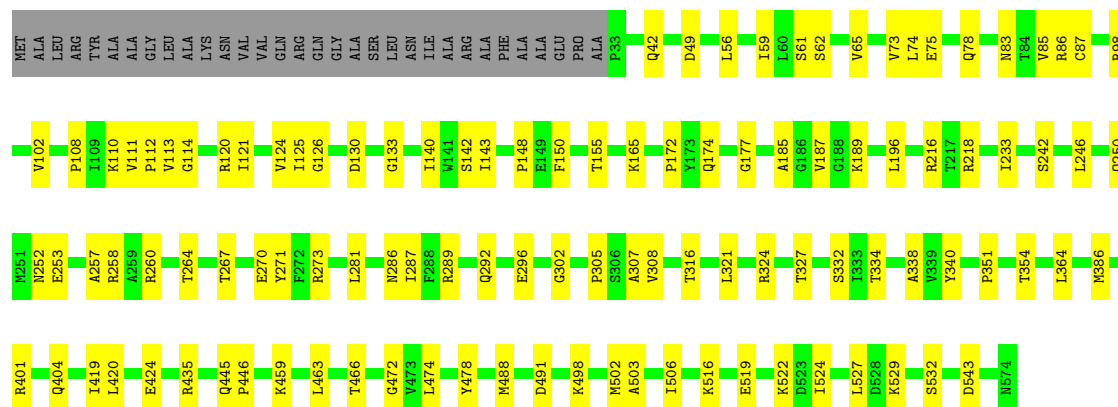 MET ALA LEU ARG TYR ALA ALA GLY LEU ALA LYS ASN VAL VAL GLN ARG GLN GLY ALA SER LEU ASN ILE ALA ARG ALA PHE ALA ALA GLU PRO ALA P33 Q42 D49 L56 I59 L60 S61 S62 V65 V73 L74 E75 Q78 N83 T84 V85 R86 C87 R98
V102 P108 I109 K110 V111 P112 V113 G114 R120 I121 V124 I125 G126 D130 G133 I140 W141 S142 I143 P148 E149 F150 T155 K165 P172 Y173 Q174 G177 A185 G186 V187 G188 K189 L196 R216 T217 R218 I233 S242 L246 Q250
M251 N252 E253 A257 R258 A259 R260 T264 T267 E270 Y271 F272 R273 L281 N286 I287 F288 R289 Q292 E296 G302 P305 S306 A307 V308 T316 L321 R324 T327 S332 I333 T334 A338 V339 Y340 P351 T354 L364 M386
R401 Q404 I419 L420 E424 R435 Q445 P446 K459 L463 T466 G472 V473 L474 Y478 M488 D491 K498 M502 A503 I506 K516 E519 K522 D523 I524 L527 D528 K529 S532 D543 N574